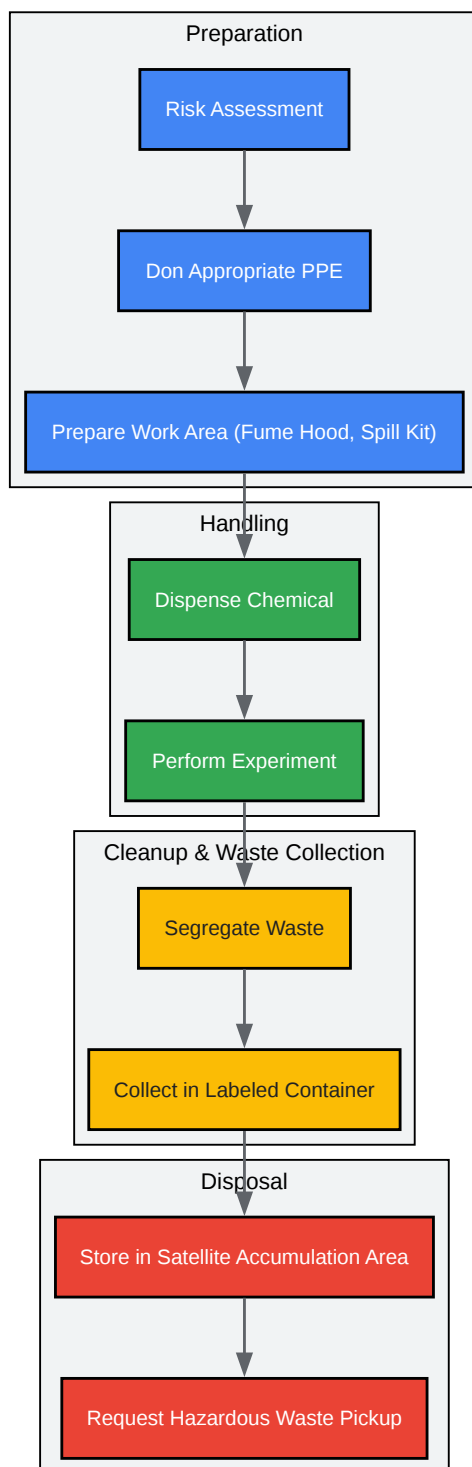 Preparation
Risk Assessment
Don Appropriate PPE
Prepare Work Area (Fume Hood, Spill Kit)
Handling
Dispense Chemical
Perform Experiment
Cleanup & Waste Collection
Segregate Waste
Collect in Labeled Container
Disposal
Store in Satellite Accumulation Area
Request Hazardous Waste Pickup